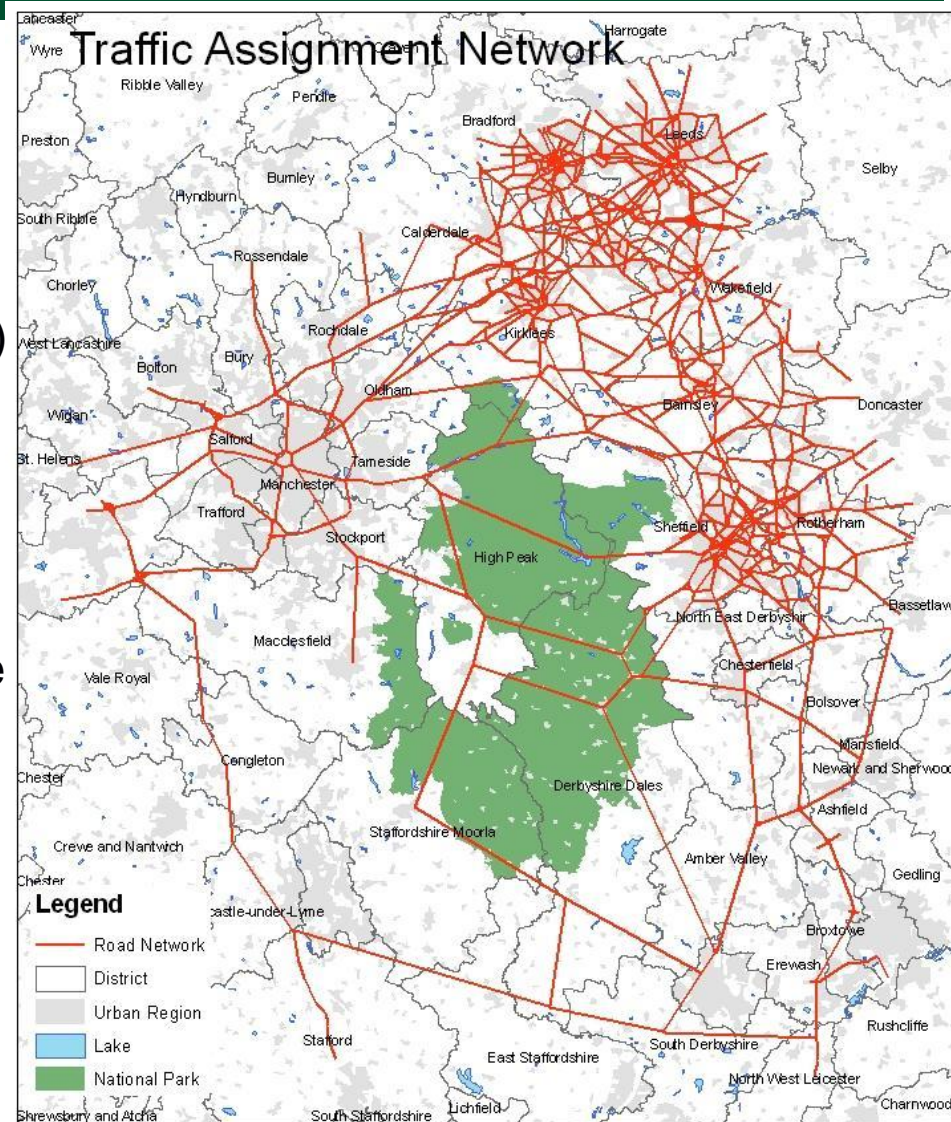 Lancaster
Harrogate
Wyre
Traffic Assignment Network
Ribble Valley
Pendle
Bradford
Leeds
Preston
Selby
Burnley
Hyndburn
South Ribble
Calderdale
Rossendale
Chorley
Wakefield
Rochdale
Kirklees
West Lancashire
)
Bury
Bolton
Oldham
Barnsley
Doncaster
Wigan
Salford
St. Helens
Tameside
Manchester
Trafford
Sheffield
Rotherham
Stockport
High Peak
Bassetlaw
North East Derbyshir
Macclesfield
Chesterfield
e
Vale Royal
Bolsover
Mansfield
Congleton
Newark and Sherwood
Chester
Derbyshire Dales
Ashfield
Staffordshire Moorla
Crewe and Nantwich
Amber Valley
Gedling
Chester
Legend
castle-under-Lyme
Broxtowe
Road Network
Erewash
District
Urban Region
Rushcliffe
Lake
Stafford
South Derbyshire
East Staffordshire
National Park
North West Leicester
Lichfield
Charnwood
Shrewsbury and Atcha
South Staffordshire